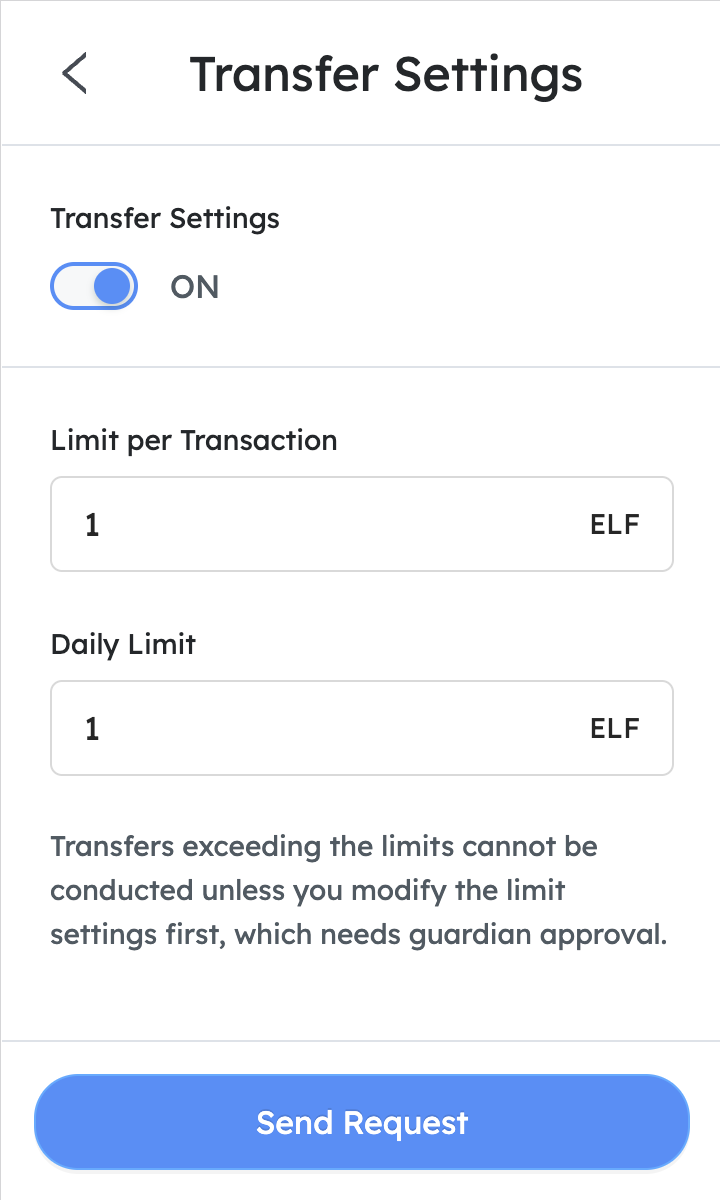 Transfer Settings
Transfer Settings
ON
Limit per Transaction
1 ELF
Daily Limit
1 ELF
Transfers exceeding the limits cannot be
conducted unless you modify the limit
settings first, which needs guardian approval.
Send Request